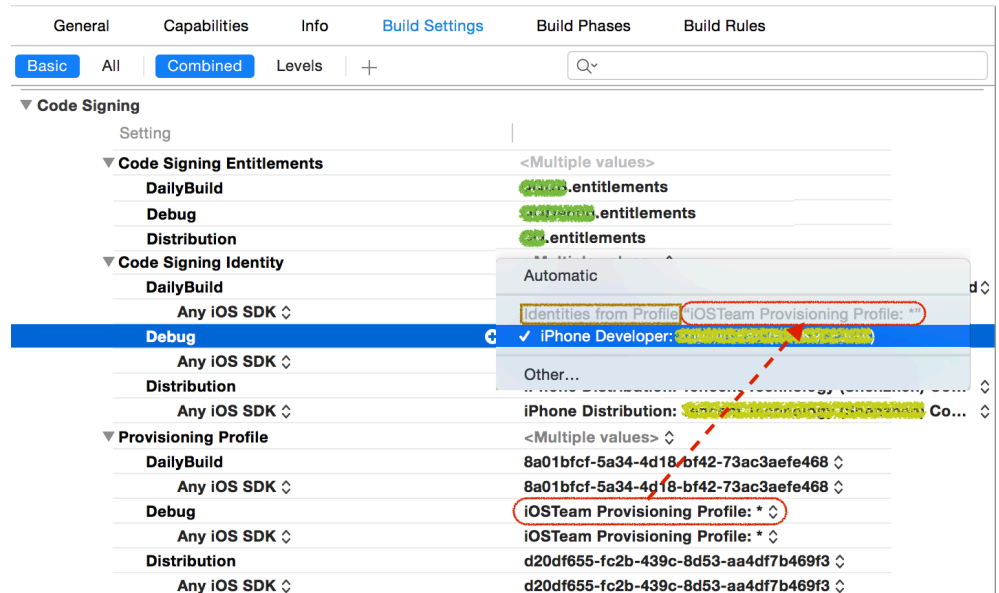 General Capabilities Info Build Settings Build Phases Build Rules
Basic All Combined Levels +
Code Signing
Setting
Code Signing Entitlements <Multiple values>
DailyBuild .entitlements
Debug .entitlements
Distribution .entitlements
Code Signing Identity
Automatic
DailyBuild
Any iOS SDK Identities from Profile "iOSTeam Provisioning Profile: *"
Debug ✓ iPhone Developer:
Any iOS SDK
Other...
Distribution
Any iOS SDK iPhone Distribution: Co...
Provisioning Profile <Multiple values>
DailyBuild 8a01bfcf-5a34-4d18-bf42-73ac3aefe468
Any iOS SDK 8a01bfcf-5a34-4d18-bf42-73ac3aefe468
Debug iOSTeam Provisioning Profile: *
Any iOS SDK iOSTeam Provisioning Profile: *
Distribution d20df655-fc2b-439c-8d53-aa4df7b469f3
Any iOS SDK d20df655-fc2b-439c-8d53-aa4df7b469f3